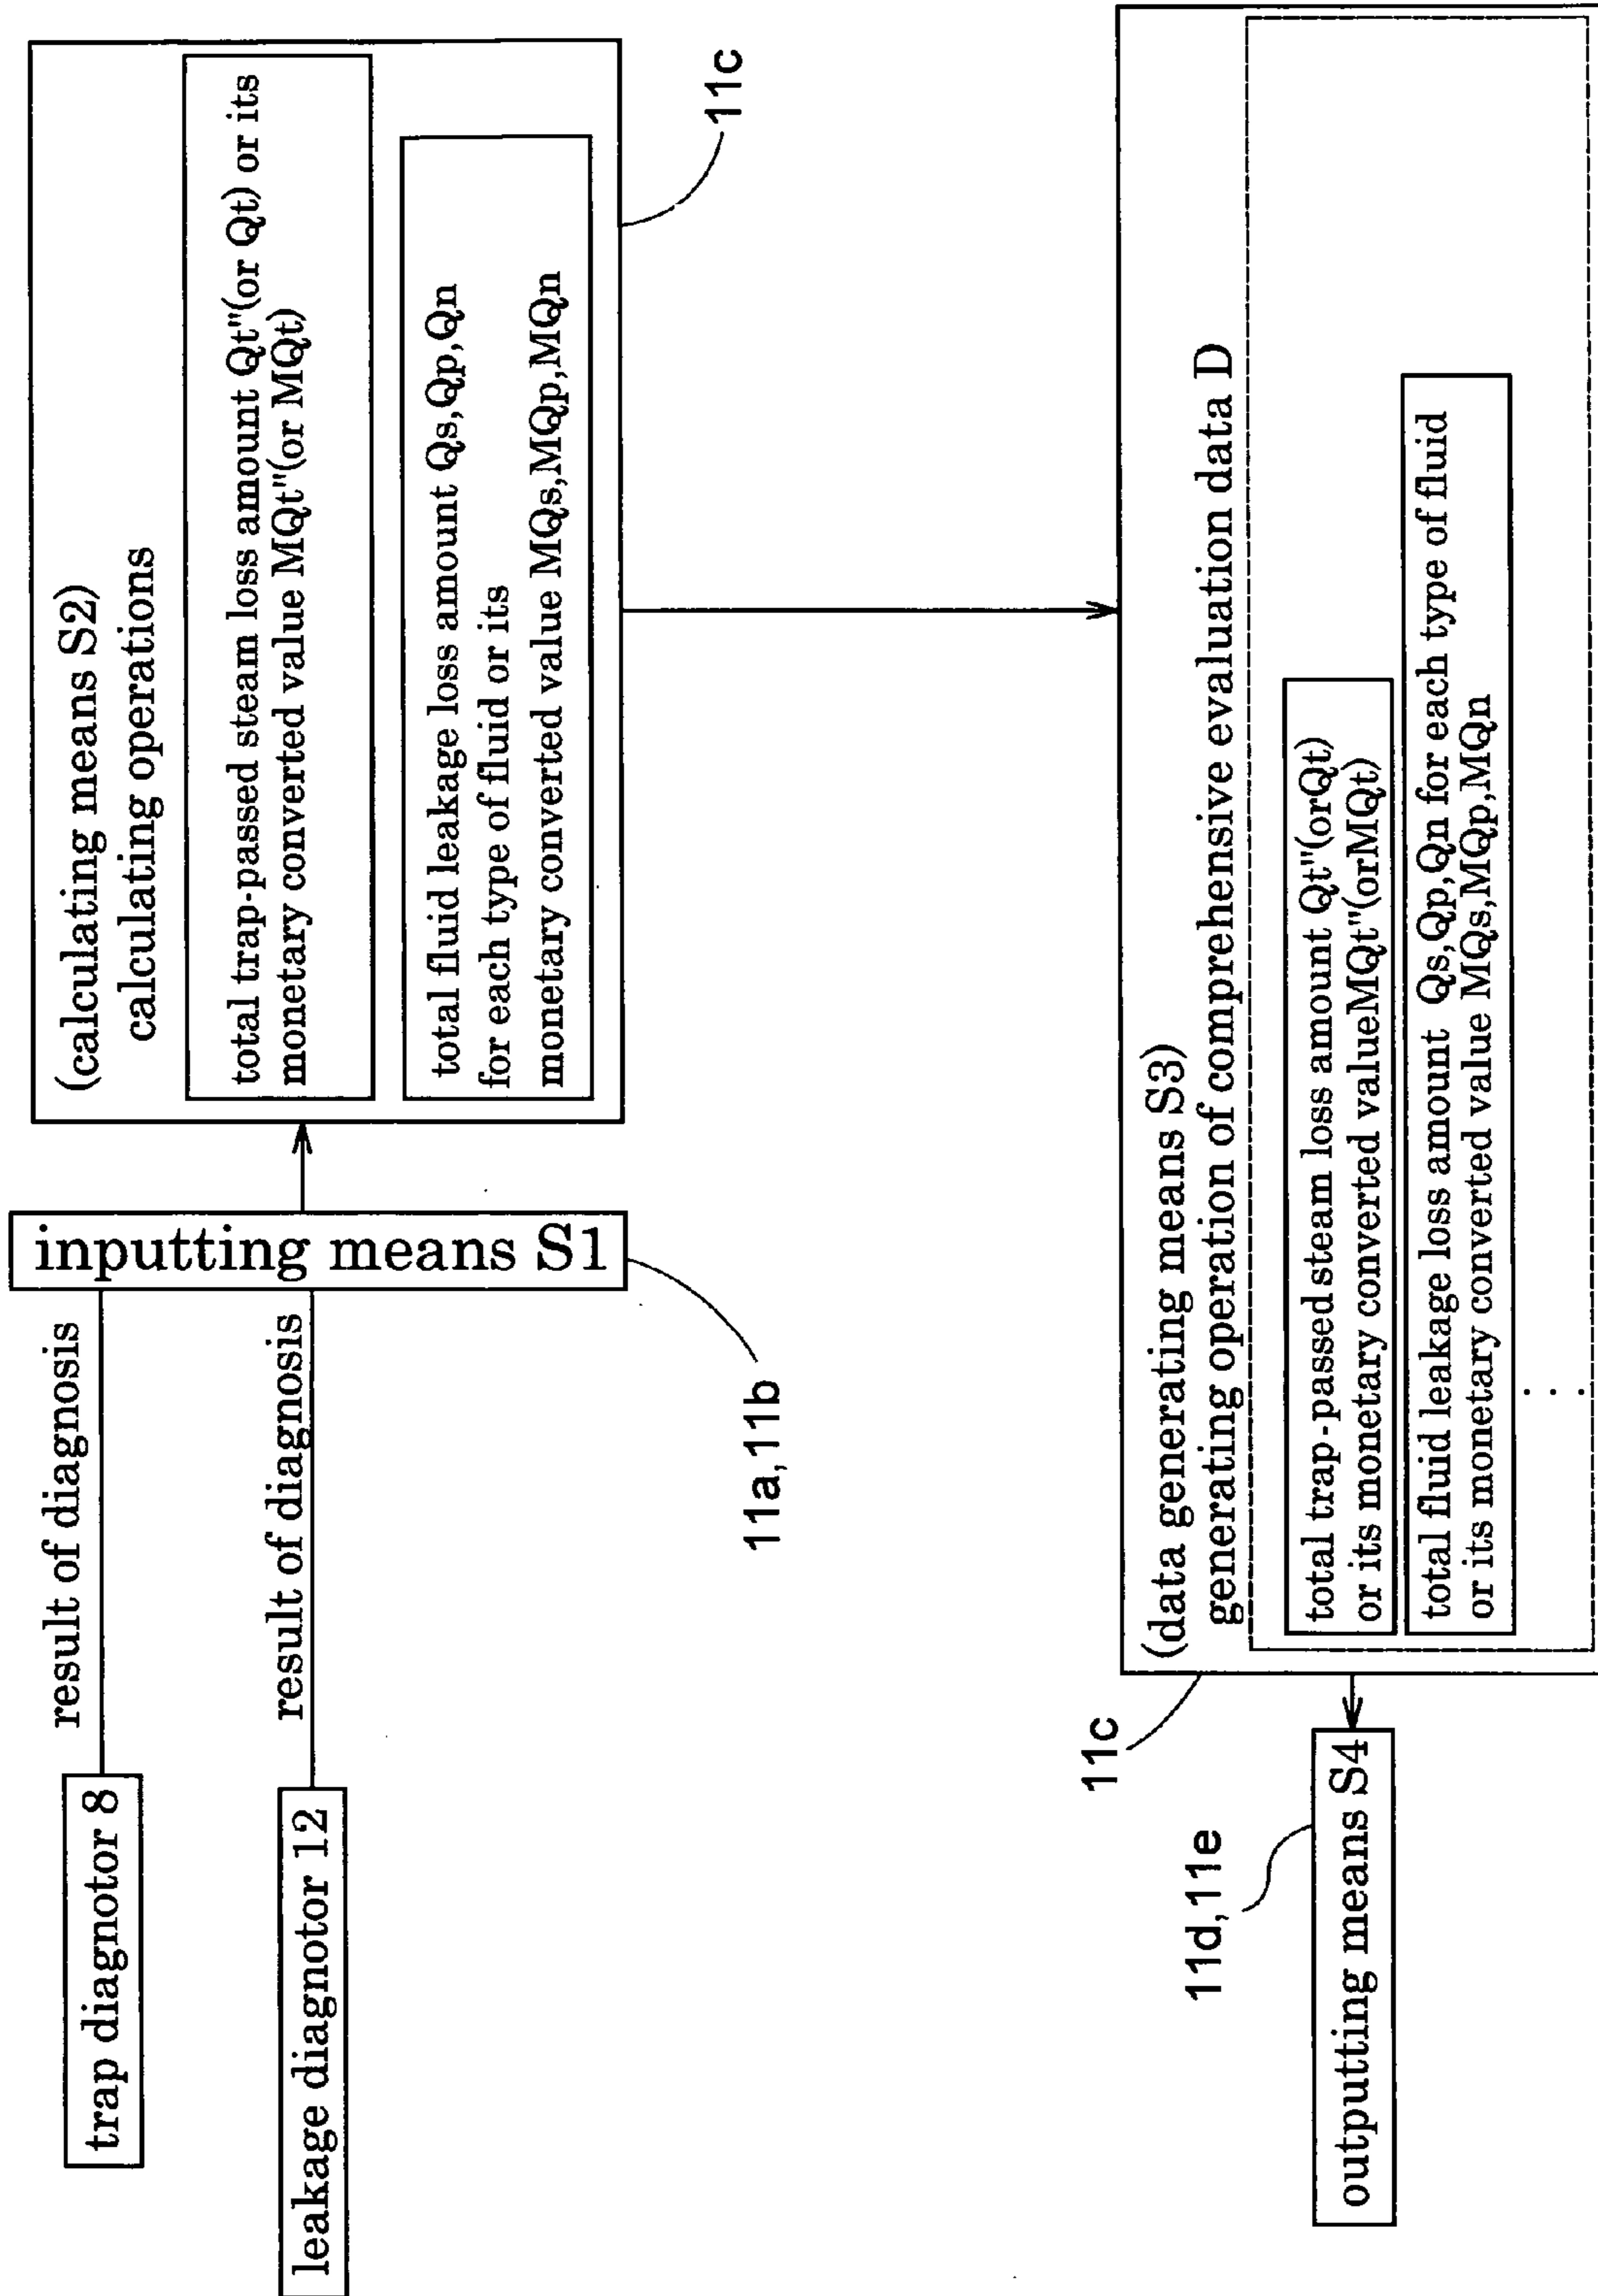 trap diagnotor 8
result of diagnosis
leakage diagnotor 12
result of diagnosis
inputting means S1
11a,11b
(calculating means S2)
calculating operations
total trap-passed steam loss amount Qt"(or Qt) or its
monetary converted value MQt"(or MQt)
total fluid leakage loss amount Qs,Qp,Qn
for each type of fluid or its
monetary converted value MQs,MQp,MQn
11c
(data generating means S3)
generating operation of comprehensive evaluation data D
total trap-passed steam loss amount Qt"(orQt)
or its monetary converted valueMQt"(orMQt)
total fluid leakage loss amount Qs,Qp,Qn for each type of fluid
or its monetary converted value MQs,MQp,MQn
. . .
11c
11d,11e
outputting means S4